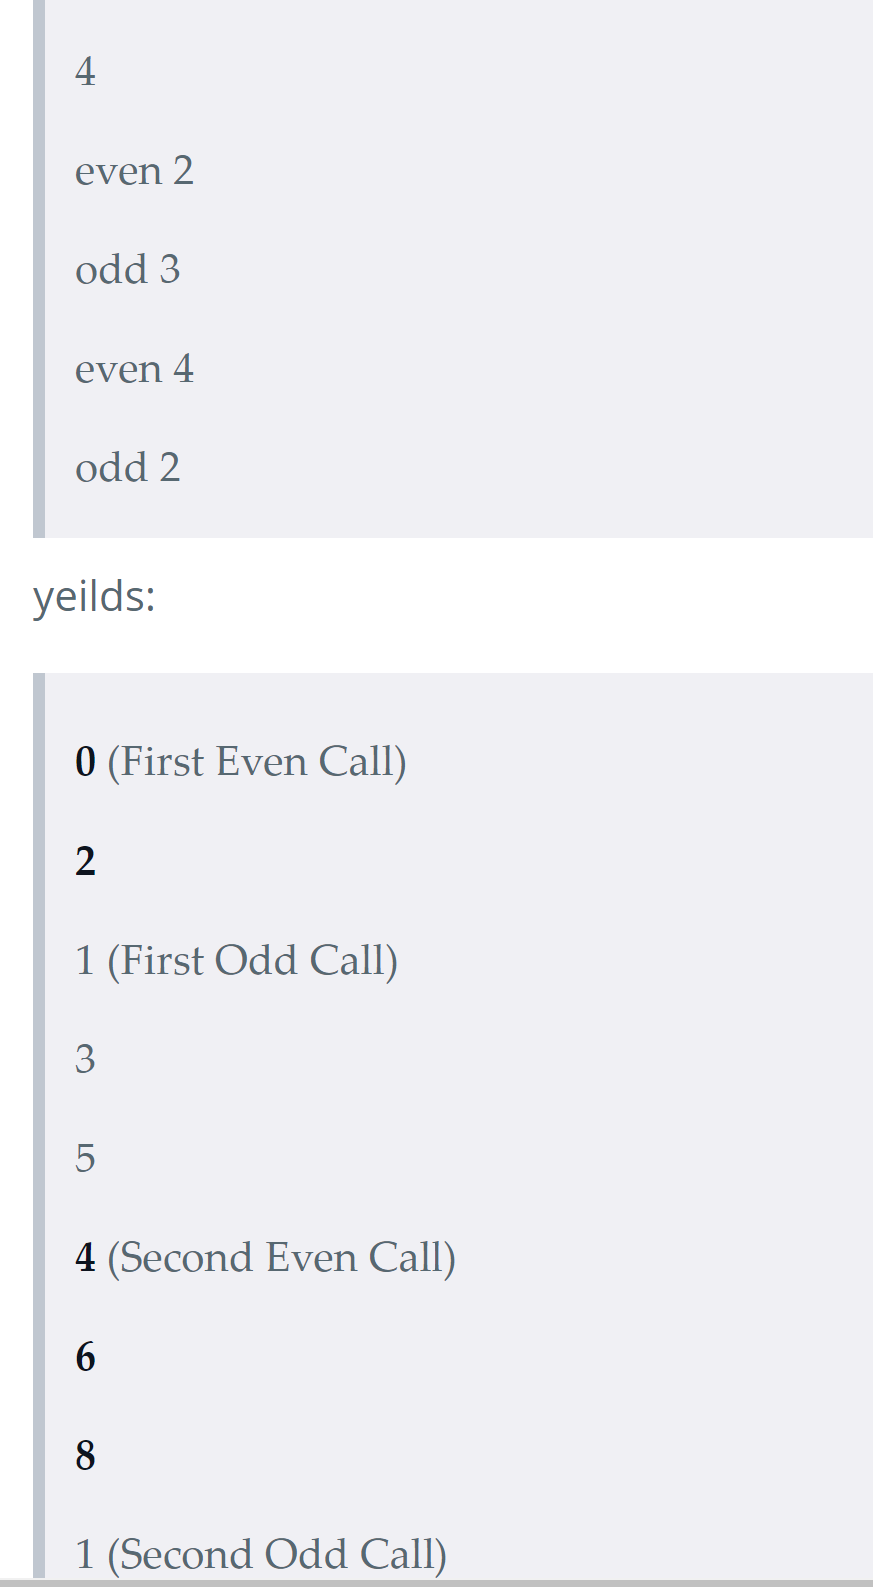 4
even 2
odd 3
even 4
odd 2
yeilds:
0 (First Even Call)
2
1 (First Odd Call)
3
5
4 (Second Even Call)
6
8
1 (Second Odd Call)